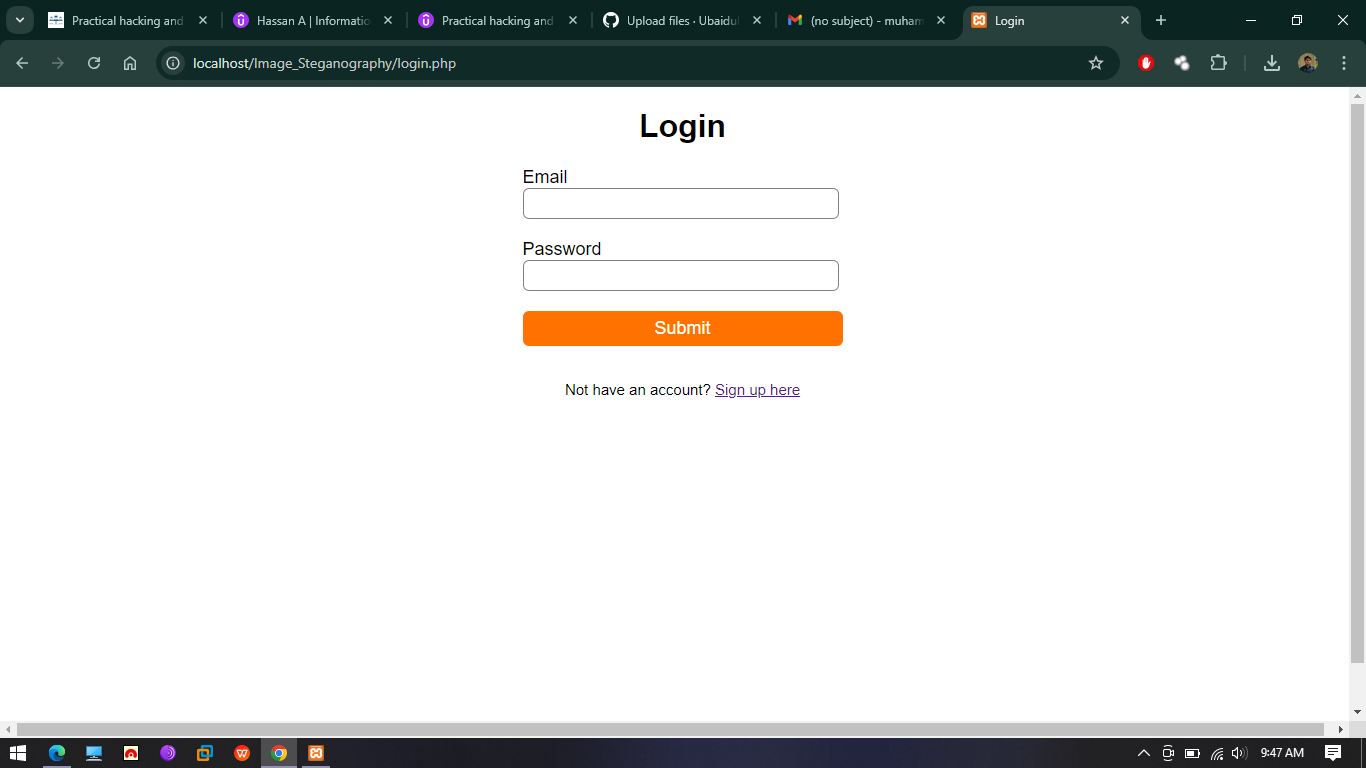 Practical hacking and
Hassan A | Informatio
Practical hacking and
Upload files · Ubaidul
(no subject) - muham
Login
localhost/Image_Steganography/login.php
Login
Email
Password
Submit
Not have an account? Sign up here
9:47 AM